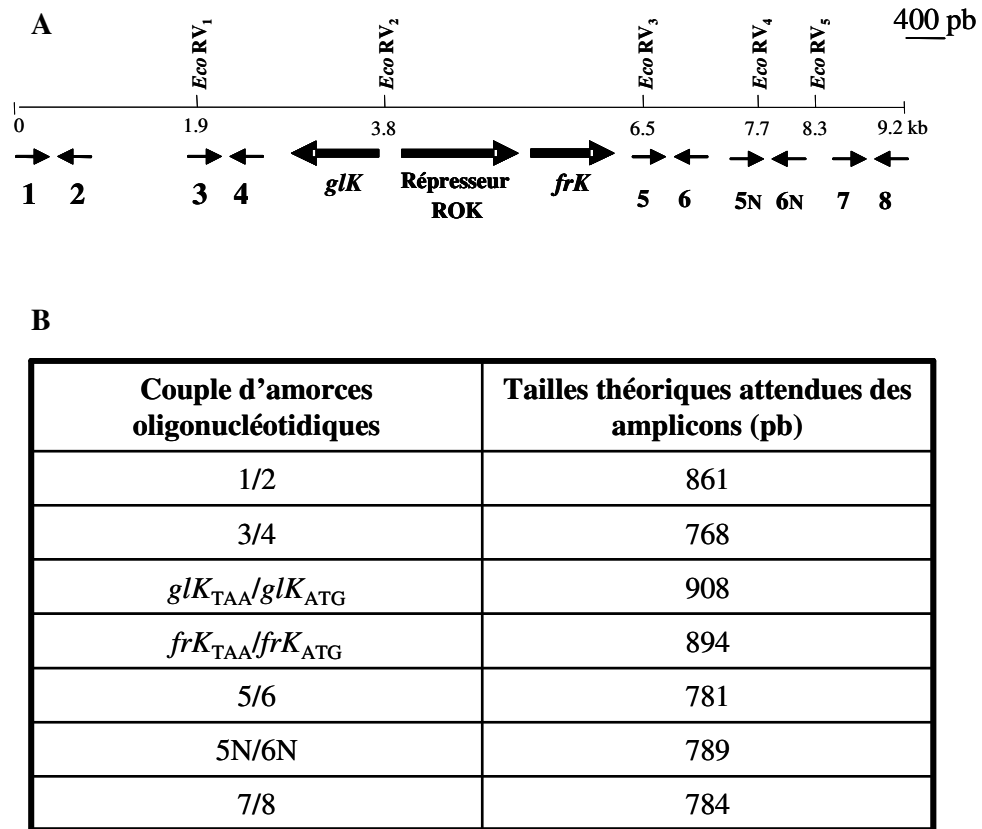 A
400 pb
Eco RV1 Eco RV2 Eco RV3 Eco RV4 Eco RV5
0 1.9 3.8 6.5 7.7 8.3 9.2 kb
1 2 3 4 glK Répresseur ROK frK 5 6 5N 6N 7 8
B
Couple d'amorces oligonucléotidiques
Tailles théoriques attendues des amplicons (pb)
1/2 861
3/4 768
glKTAA/glKATG 908
frKTAA/frKATG 894
5/6 781
5N/6N 789
7/8 784